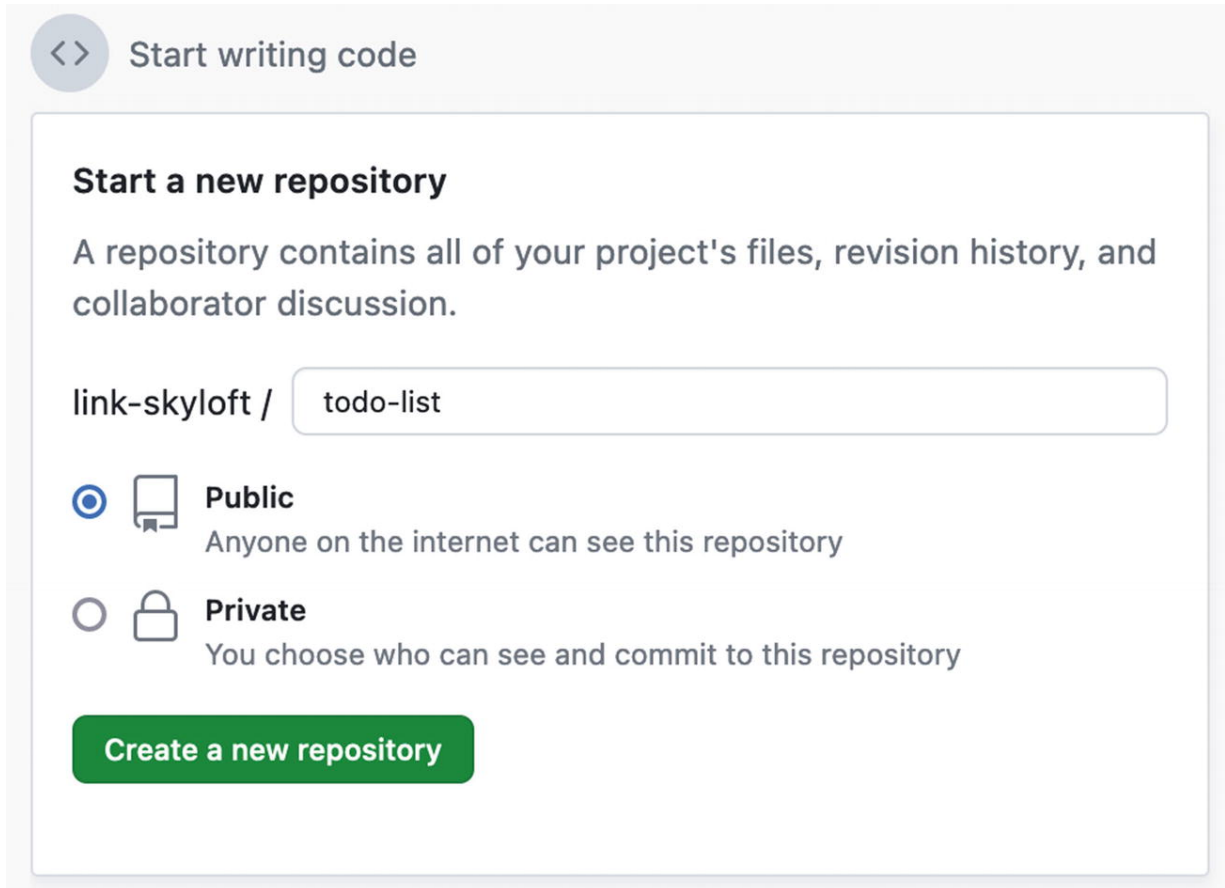 Start writing code
Start a new repository
A repository contains all of your project's files, revision history, and
collaborator discussion.
link-skyloft / todo-list
Public
Anyone on the internet can see this repository
Private
You choose who can see and commit to this repository
Create a new repository